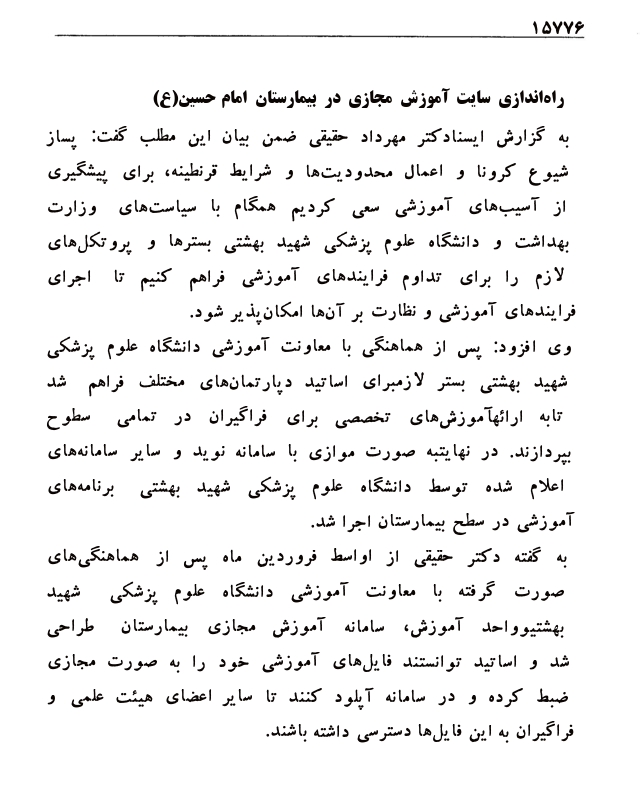 ۱۵۷۷۶
راه‌اندازی سایت آموزش مجازی در بیمارستان امام حسین(ع)
به گزارش ایسنادکتر مهرداد حقیقی ضمن بیان این مطلب گفت: پساز
شیوع کرونا و اعمال محدودیت‌ها و شرایط قرنطینه، برای پیشگیری
از آسیب‌های آموزشی سعی کردیم همگام با سیاست‌های وزارت
بهداشت و دانشگاه علوم پزشکی شهید بهشتی بسترها و پروتکل‌های
لازم را برای تداوم فرایندهای آموزشی فراهم کنیم تا اجرای
فرایندهای آموزشی و نظارت بر آن‌ها امکان‌پذیر شود.
وی افزود: پس از هماهنگی با معاونت آموزشی دانشگاه علوم پزشکی
شهید بهشتی بستر لازمبرای اساتید دپارتمان‌های مختلف فراهم شد
تابه ارائهآموزش‌های تخصصی برای فراگیران در تمامی سطوح
بپردازند. در نهایتبه صورت موازی با سامانه نوید و سایر سامانه‌های
اعلام شده توسط دانشگاه علوم پزشکی شهید بهشتی برنامه‌های
آموزشی در سطح بیمارستان اجرا شد.
به گفته دکتر حقیقی از اواسط فروردین ماه پس از هماهنگی‌های
صورت گرفته با معاونت آموزشی دانشگاه علوم پزشکی شهید
بهشتیوواحد آموزش، سامانه آموزش مجازی بیمارستان طراحی
شد و اساتید توانستند فایل‌های آموزشی خود را به صورت مجازی
ضبط کرده و در سامانه آپلود کنند تا سایر اعضای هیئت علمی و
فراگیران به این فایل‌ها دسترسی داشته باشند.